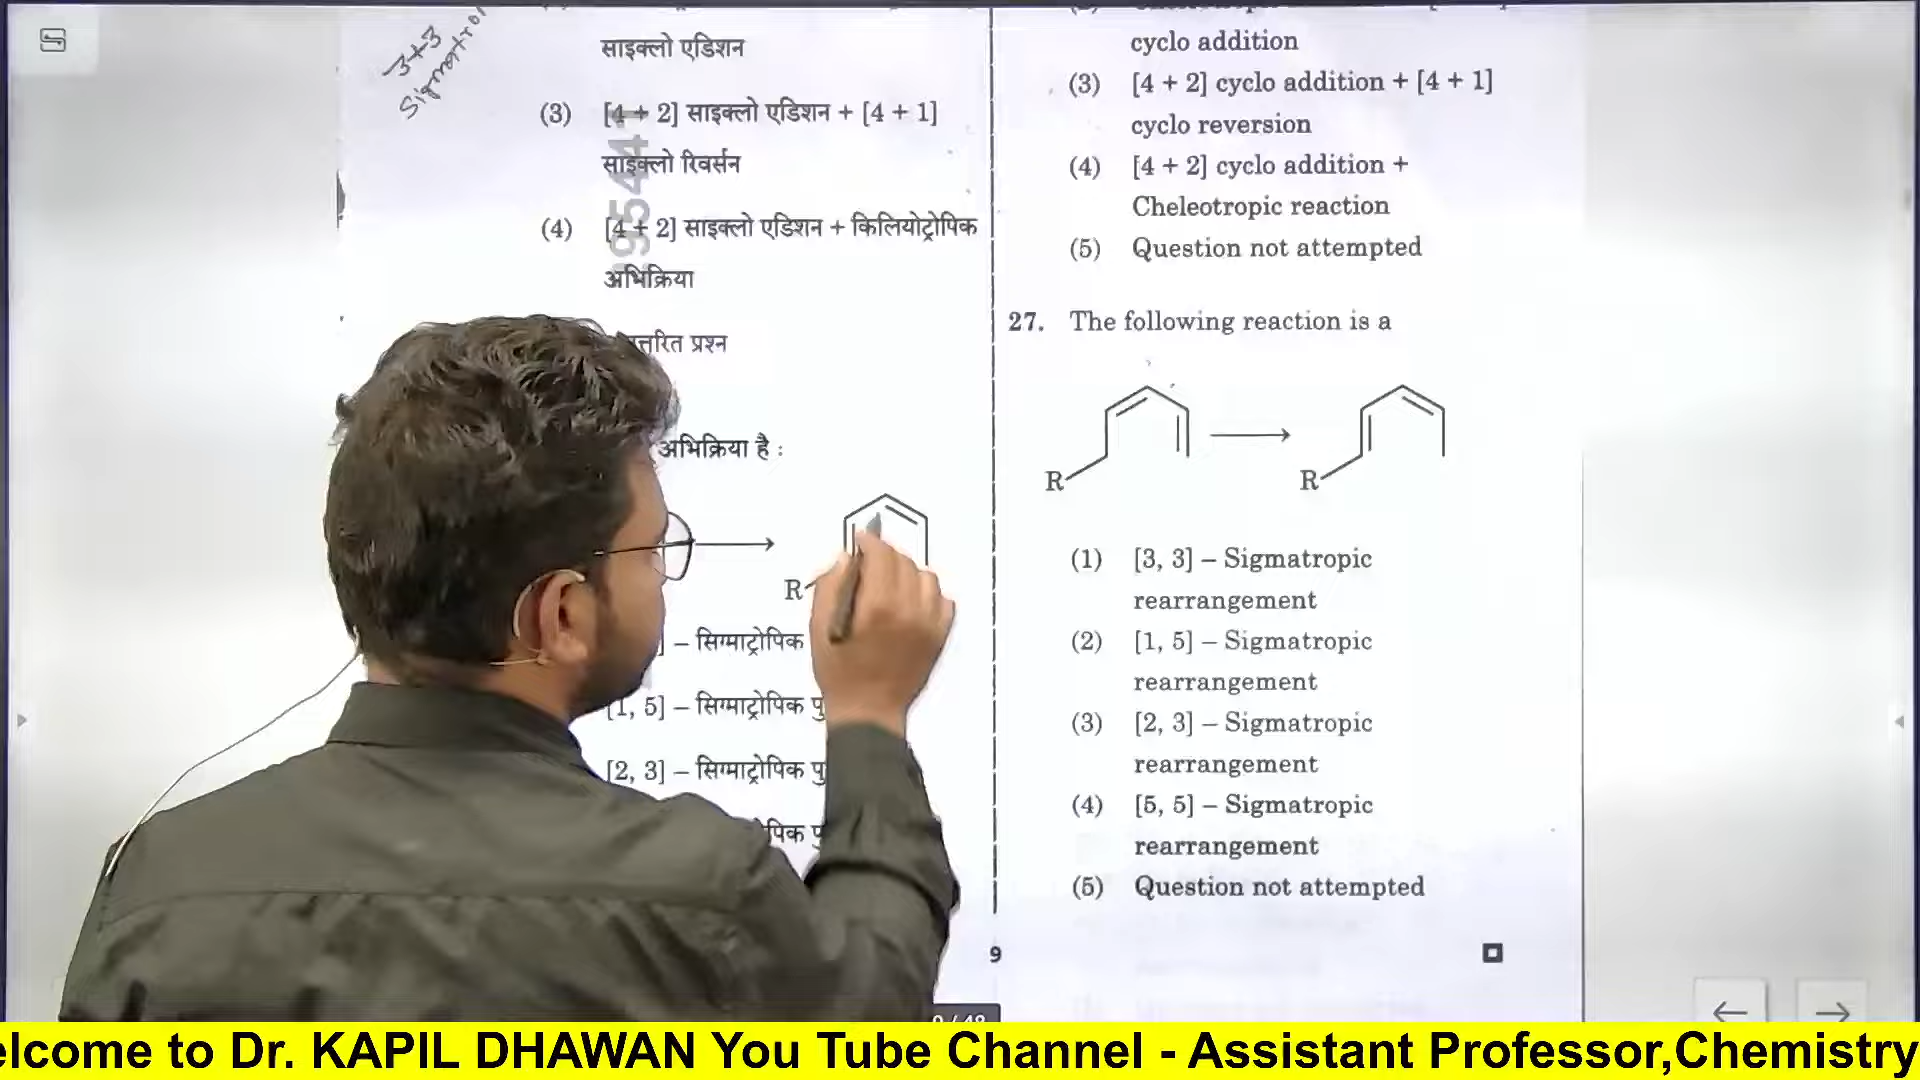 3+3
साइक्लो एडिशन
(3) [4 + 2] साइक्लो एडिशन + [4 + 1]
साइक्लो रिवर्सन
(4) [4 + 2] साइक्लो एडिशन + किलियोट्रोपिक
अभिक्रिया
प्रश्न
अभिक्रिया है :
R
– सिग्माट्रोपिक
[1, 5] – सिग्माट्रोपिक
[2, 3] – सिग्माट्रोपिक
cyclo addition
(3) [4 + 2] cyclo addition + [4 + 1]
cyclo reversion
(4) [4 + 2] cyclo addition +
Cheleotropic reaction
(5) Question not attempted
27. The following reaction is a
R R
(1) [3, 3] – Sigmatropic
rearrangement
(2) [1, 5] – Sigmatropic
rearrangement
(3) [2, 3] – Sigmatropic
rearrangement
(4) [5, 5] – Sigmatropic
rearrangement
(5) Question not attempted
9
elcome to Dr. KAPIL DHAWAN You Tube Channel - Assistant Professor,Chemistry